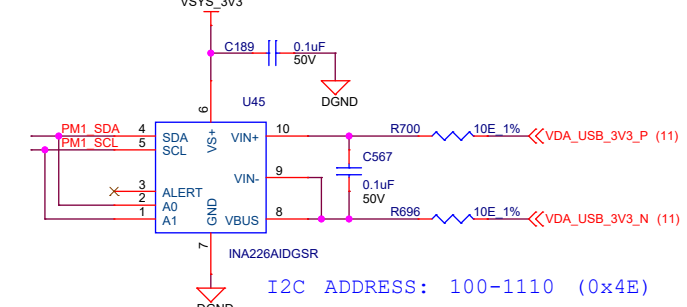 VSYS_3V3
C189 0.1uF
50V
DGND
U45
6
PM1_SDA 4 SDA VS+ VIN+ 10 R700 10E_1% VDA_USB_3V3_P (11)
PM1_SCL 5 SCL
C567
VIN- 9
3 ALERT 0.1uF
2 A0 50V
1 A1 GND VBUS 8 R696 10E_1% VDA_USB_3V3_N (11)
7
INA226AIDGSR
I2C ADDRESS: 100-1110 (0x4E)
DGND